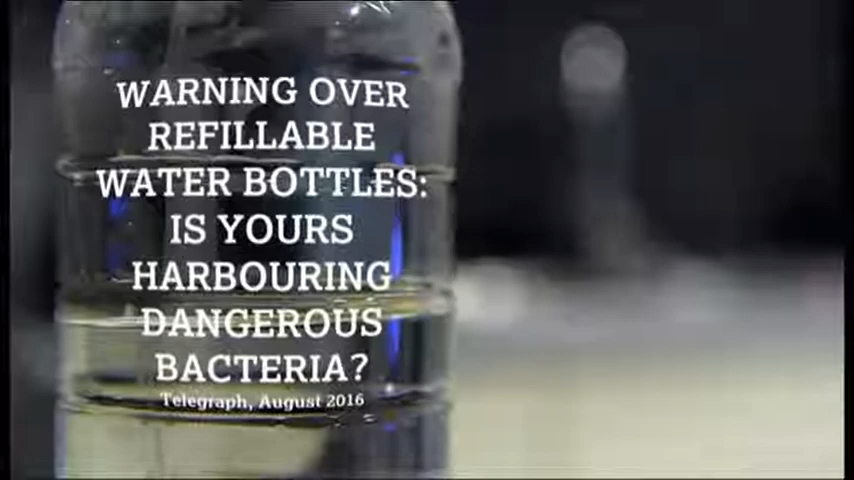 WARNING OVER
REFILLABLE
WATER BOTTLES:
IS YOURS
HARBOURING
DANGEROUS
BACTERIA?
Telegraph, August 2016